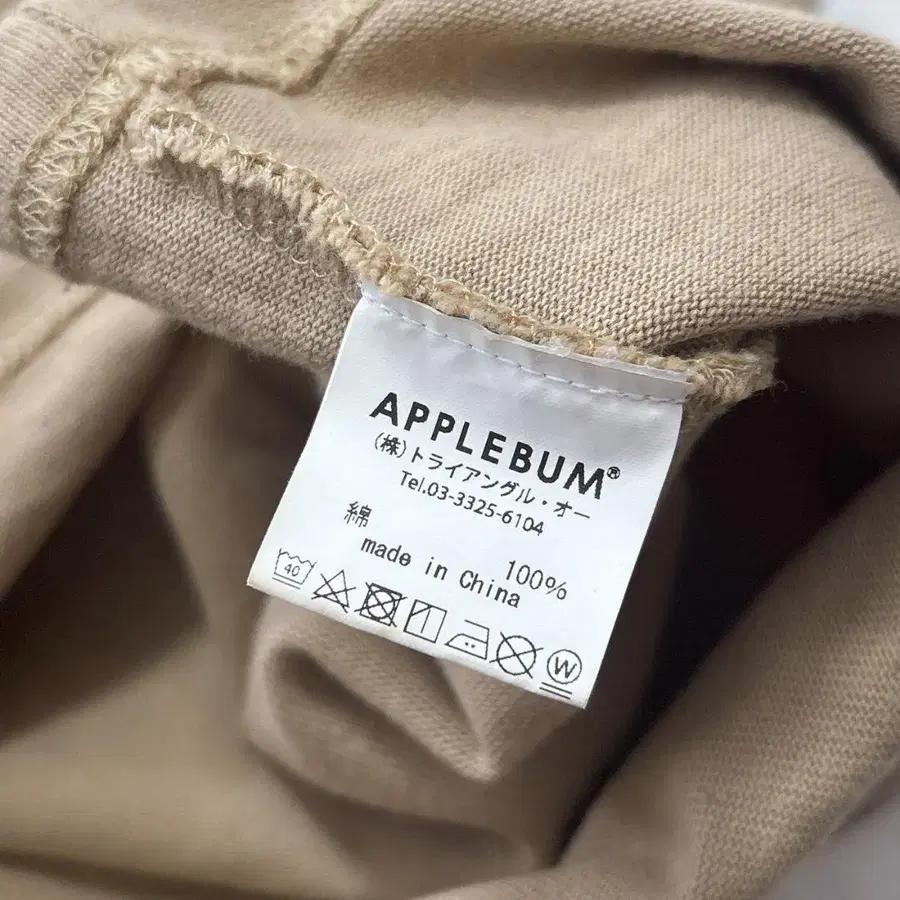 APPLEBUM®
(株)トライアングル・オー
Tel.03-3325-6104
綿 100%
made in China
40 W